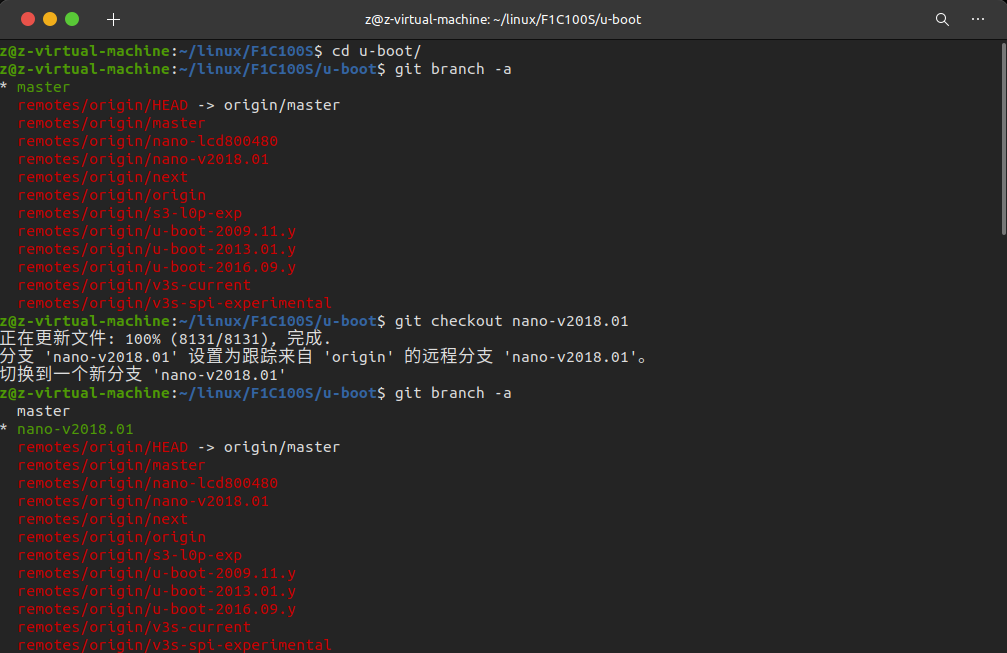 z@z-virtual-machine: ~/linux/F1C100S/u-boot
z@z-virtual-machine:~/linux/F1C100S$ cd u-boot/
z@z-virtual-machine:~/linux/F1C100S/u-boot$ git branch -a
* master
  remotes/origin/HEAD -> origin/master
  remotes/origin/master
  remotes/origin/nano-lcd800480
  remotes/origin/nano-v2018.01
  remotes/origin/next
  remotes/origin/origin
  remotes/origin/s3-l0p-exp
  remotes/origin/u-boot-2009.11.y
  remotes/origin/u-boot-2013.01.y
  remotes/origin/u-boot-2016.09.y
  remotes/origin/v3s-current
  remotes/origin/v3s-spi-experimental
z@z-virtual-machine:~/linux/F1C100S/u-boot$ git checkout nano-v2018.01
正在更新文件: 100% (8131/8131), 完成.
分支 'nano-v2018.01' 设置为跟踪来自 'origin' 的远程分支 'nano-v2018.01'。
切换到一个新分支 'nano-v2018.01'
z@z-virtual-machine:~/linux/F1C100S/u-boot$ git branch -a
  master
* nano-v2018.01
  remotes/origin/HEAD -> origin/master
  remotes/origin/master
  remotes/origin/nano-lcd800480
  remotes/origin/nano-v2018.01
  remotes/origin/next
  remotes/origin/origin
  remotes/origin/s3-l0p-exp
  remotes/origin/u-boot-2009.11.y
  remotes/origin/u-boot-2013.01.y
  remotes/origin/u-boot-2016.09.y
  remotes/origin/v3s-current
  remotes/origin/v3s-spi-experimental